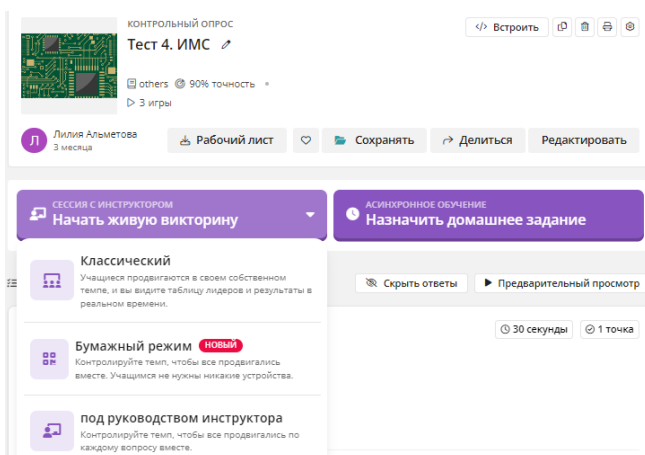 КОНТРОЛЬНЫЙ ОПРОС
Тест 4. ИМС
</> Встроить
others 90% точность
3 игры
Л
Лилия Альметова
3 месяца
Рабочий лист
Сохранять
Делиться
Редактировать
СЕССИЯ С ИНСТРУКТОРОМ
Начать живую викторину
АСИНХРОННОЕ ОБУЧЕНИЕ
Назначить домашнее задание
Классический
Учащиеся продвигаются в своем собственном
темпе, и вы видите таблицу лидеров и результаты в
реальном времени.
Скрыть ответы
Предварительный просмотр
30 секунды
1 точка
Бумажный режим НОВЫЙ
Контролируйте темп, чтобы все продвигались
вместе. Учащимся не нужны никакие устройства.
под руководством инструктора
Контролируйте темп, чтобы все продвигались по
каждому вопросу вместе.